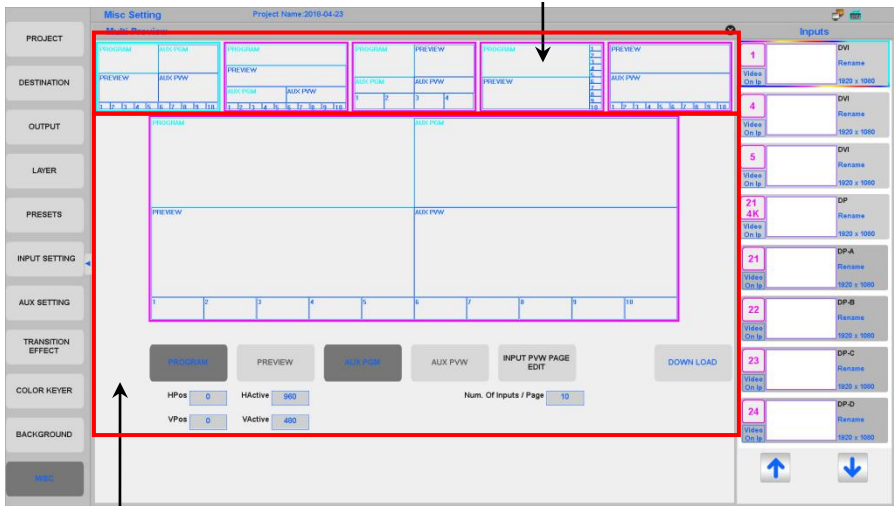 Misc Setting
Project Name:2018-04-23
PROJECT
DESTINATION
OUTPUT
LAYER
PRESETS
INPUT SETTING
AUX SETTING
TRANSITION
EFFECT
COLOR KEYER
BACKGROUND
MISC
Multi Preview
PROGRAM AUX PGM
PREVIEW AUX PVW
1 2 3 4 5 6 7 8 9 10
PROGRAM
PREVIEW
AUX PGM AUX PVW
1 2 3 4 5 6 7 8 9 10
PROGRAM PREVIEW
AUX PGM AUX PVW
1 2 3 4
PROGRAM
PREVIEW
1
2
3
4
5
6
7
8
9
10
PREVIEW
AUX PVW
1 2 3 4 5 6 7 8 9 10
PROGRAM AUX PGM
PREVIEW AUX PVW
1 2 3 4 5 6 7 8 9 10
PROGRAM PREVIEW AUX PGM AUX PVW
INPUT PVW PAGE
EDIT
DOWN LOAD
HPos 0 HActive 960 Num. Of Inputs / Page 10
VPos 0 VActive 480
Inputs
1
DVI
Rename
Video
On Ip
1920 x 1080
4
DVI
Rename
Video
On Ip
1920 x 1080
5
DVI
Rename
Video
On Ip
1920 x 1080
21
4K
DP
Rename
Video
On Ip
1920 x 1080
21
DP-A
Rename
Video
On Ip
1920 x 1080
22
DP-B
Rename
Video
On Ip
1920 x 1080
23
DP-C
Rename
Video
On Ip
1920 x 1080
24
DP-D
Rename
Video
On Ip
1920 x 1080